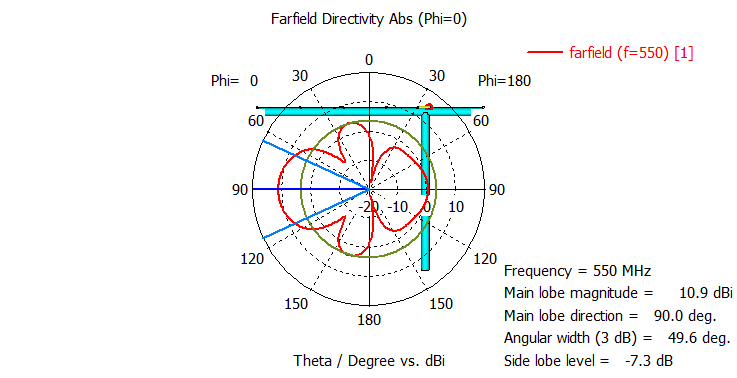 Farfield Directivity Abs (Phi=0)
farfield (f=550) [1]
0
30 30
Phi= 0 Phi=180
60 60
90 90
-20 -10 0 10
120 120
150 150
180
Frequency = 550 MHz
Main lobe magnitude = 10.9 dBi
Main lobe direction = 90.0 deg.
Angular width (3 dB) = 49.6 deg.
Side lobe level = -7.3 dB
Theta / Degree vs. dBi